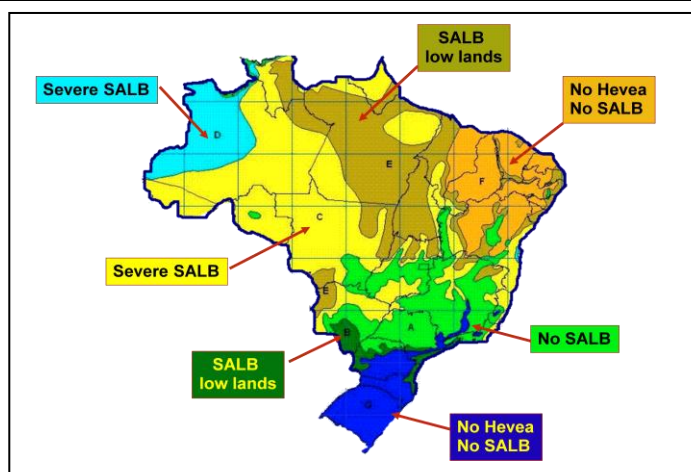 SALB
low lands
Severe SALB
No Hevea
No SALB
D
E
F
C
Severe SALB
E
B
A
No SALB
SALB
low lands
G
No Hevea
No SALB